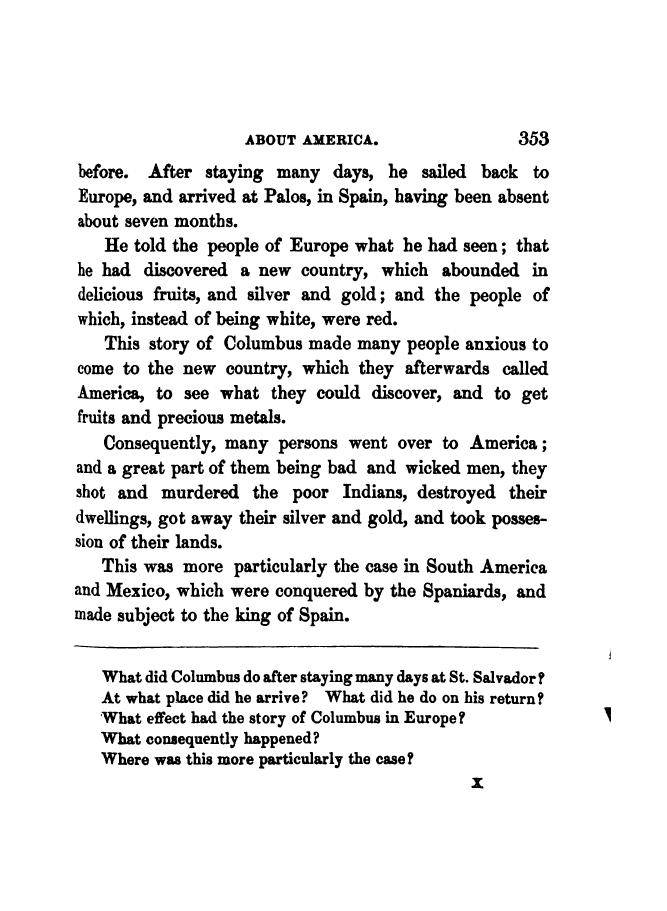 ABOUT AMERICA. 353
before. After staying many days, he sailed back to
Europe, and arrived at Palos, in Spain, having been absent
about seven months.
He told the people of Europe what he had seen; that
he had discovered a new country, which abounded in
delicious fruits, and silver and gold; and the people of
which, instead of being white, were red.
This story of Columbus made many people anxious to
come to the new country, which they afterwards called
America, to see what they could discover, and to get
fruits and precious metals.
Consequently, many persons went over to America;
and a great part of them being bad and wicked men, they
shot and murdered the poor Indians, destroyed their
dwellings, got away their silver and gold, and took posses-
sion of their lands.
This was more particularly the case in South America
and Mexico, which were conquered by the Spaniards, and
made subject to the king of Spain.
What did Columbus do after staying many days at St. Salvador?
At what place did he arrive? What did he do on his return?
What effect had the story of Columbus in Europe?
What consequently happened?
Where was this more particularly the case?
X